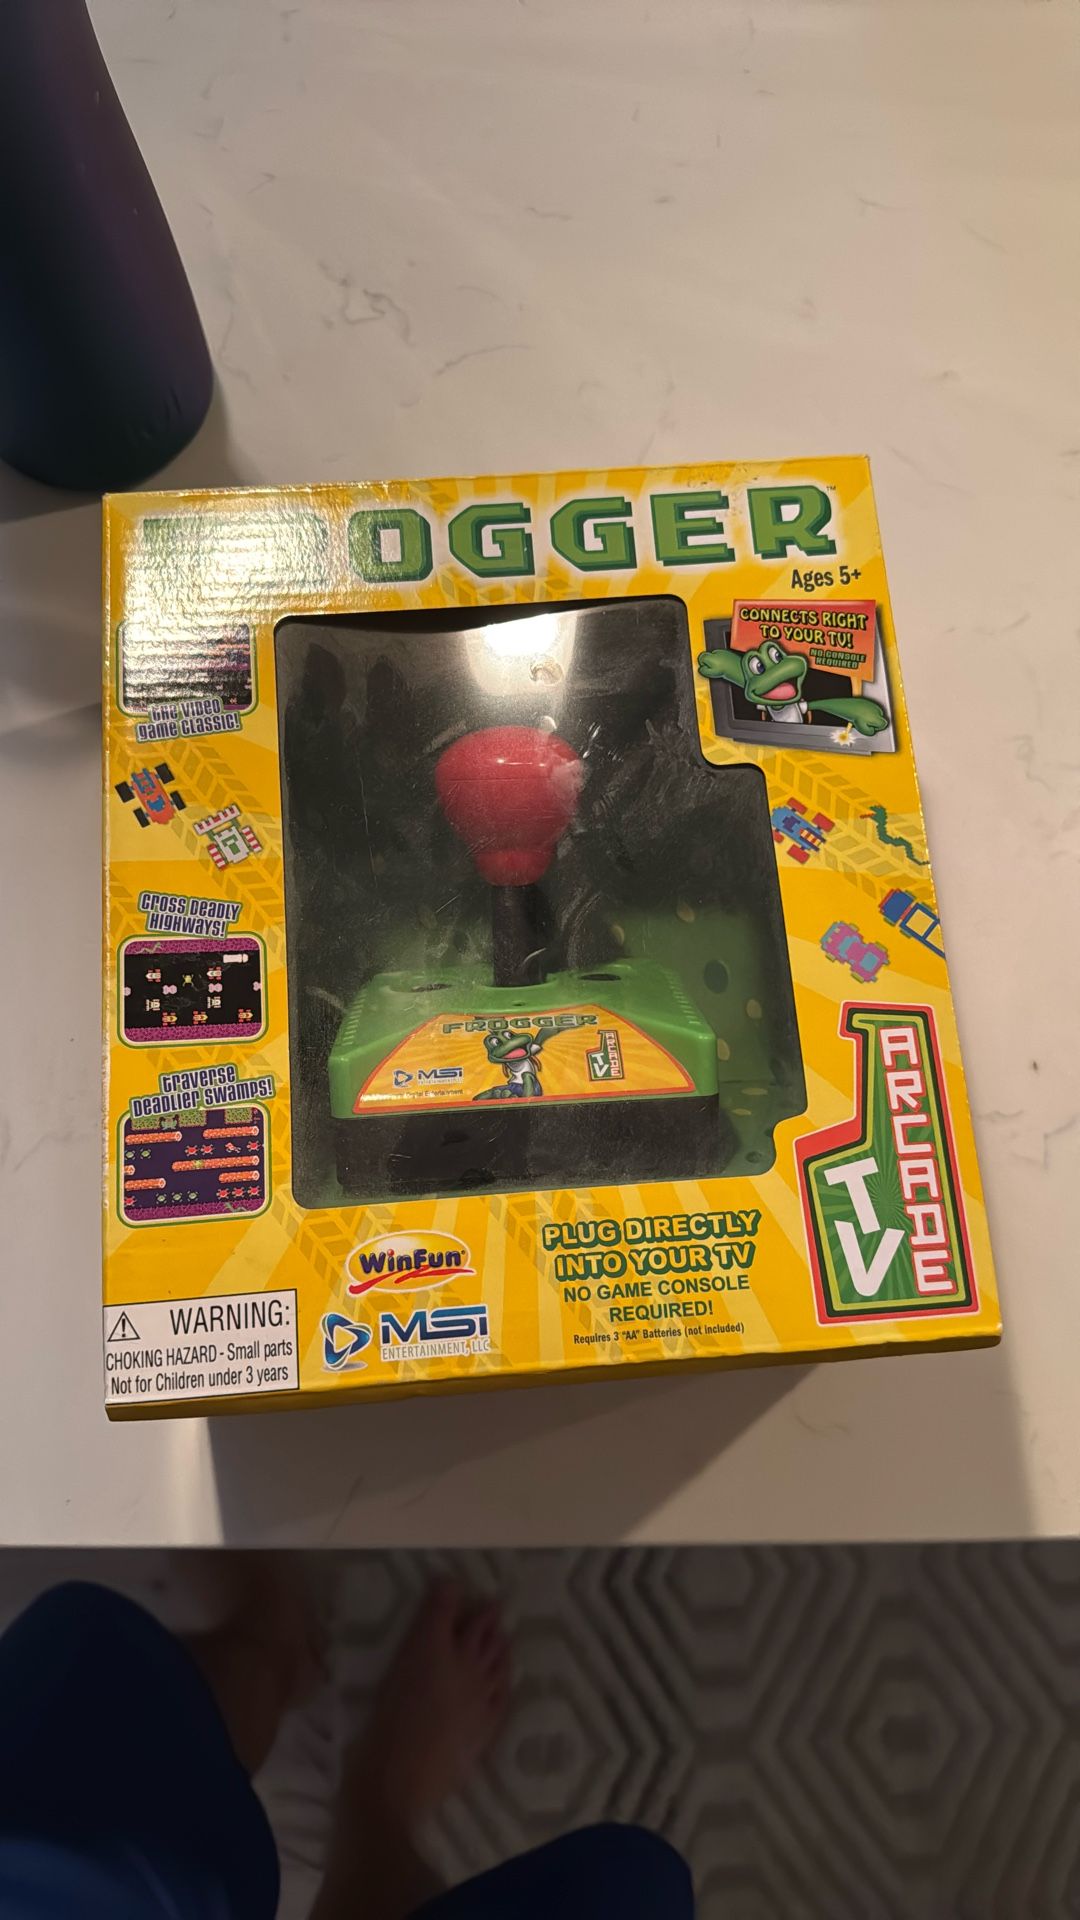 FROGGER™
Ages 5+
CONNECTS RIGHT
TO YOUR TV!
NO CONSOLE
REQUIRED
the video
game classic!
cross deadly
highways!
traverse
deadlier swamps!
FROGGER
MSi
ARCADE
TV
ARCADE
TV
WinFun
MSi
ENTERTAINMENT, LLC
PLUG DIRECTLY
INTO YOUR TV
NO GAME CONSOLE
REQUIRED!
Requires 3 "AA" Batteries (not included)
WARNING:
CHOKING HAZARD - Small parts
Not for Children under 3 years